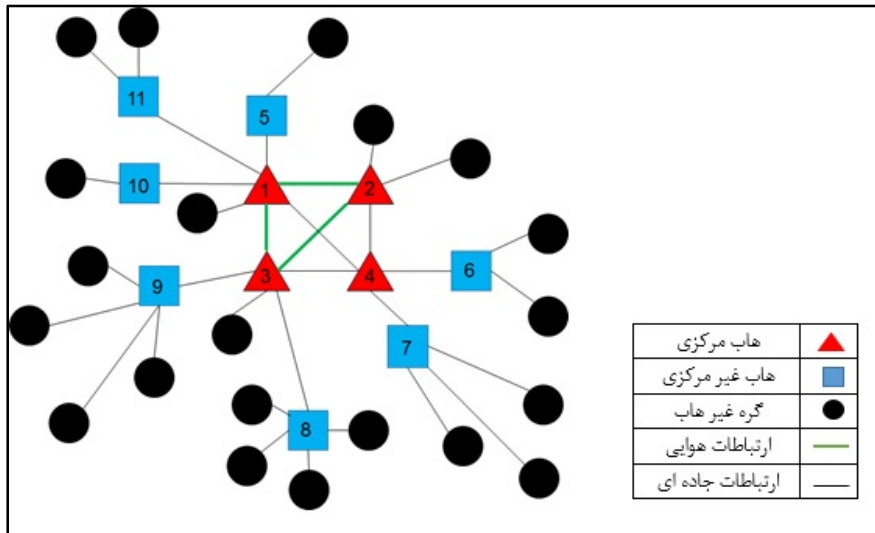 11
5
10
1
2
3
4
6
9
7
8
هاب مرکزی
هاب غیر مرکزی
گره غیر هاب
ارتباطات هوایی
ارتباطات جاده ای